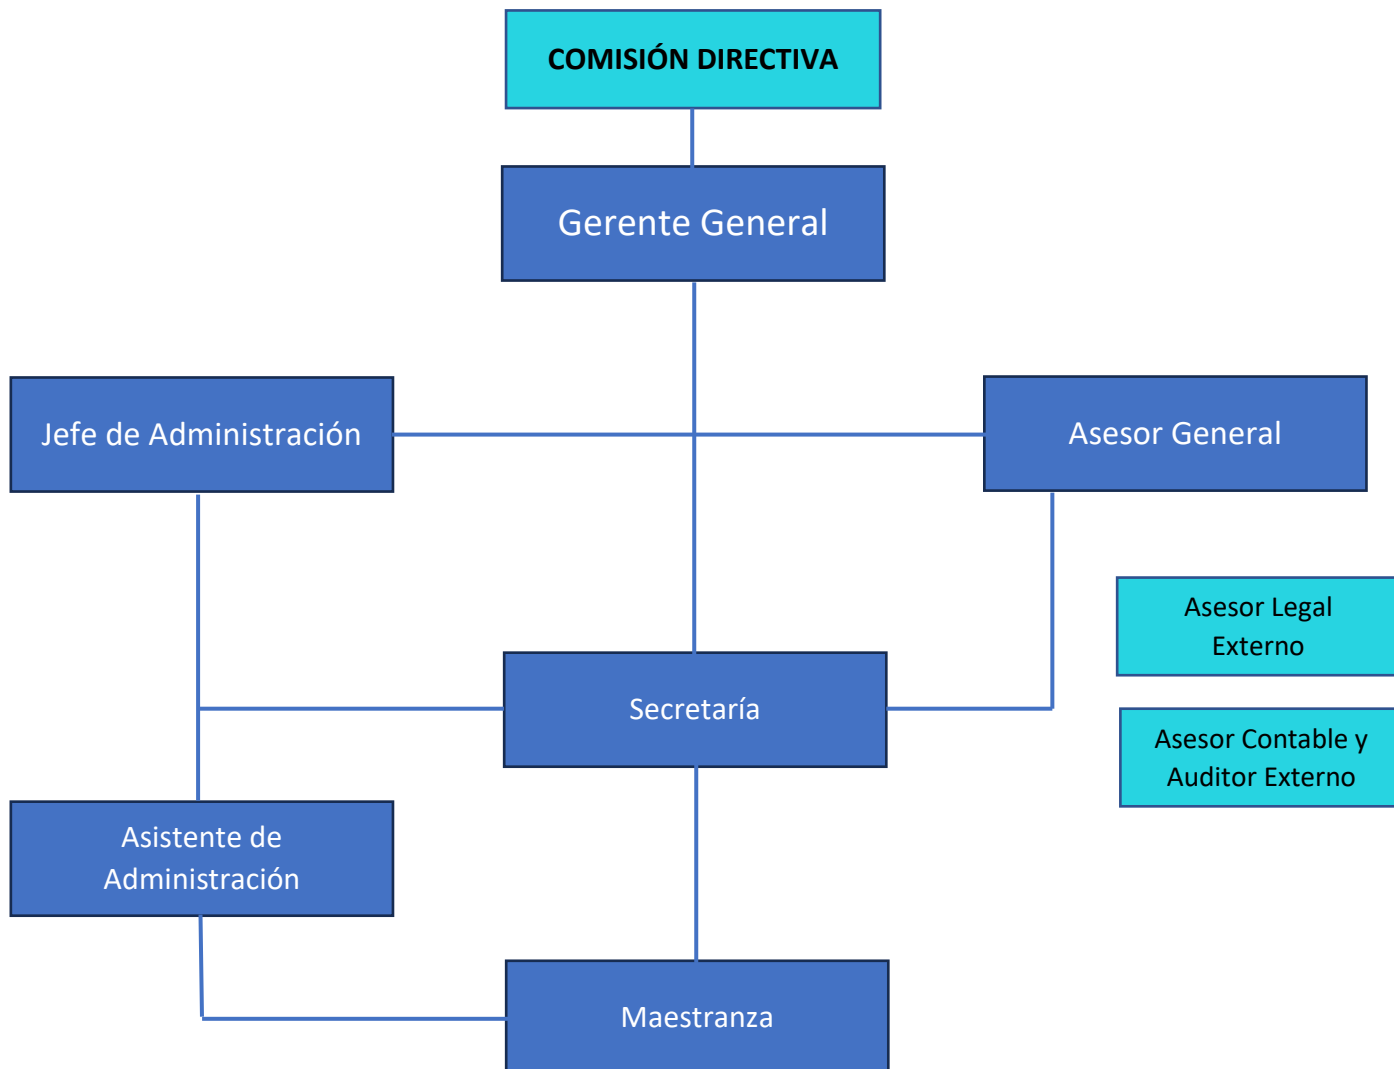 COMISIÓN DIRECTIVA
Gerente General
Jefe de Administración
Asesor General
Asesor Legal
Externo
Secretaría
Asesor Contable y
Auditor Externo
Asistente de
Administración
Maestranza